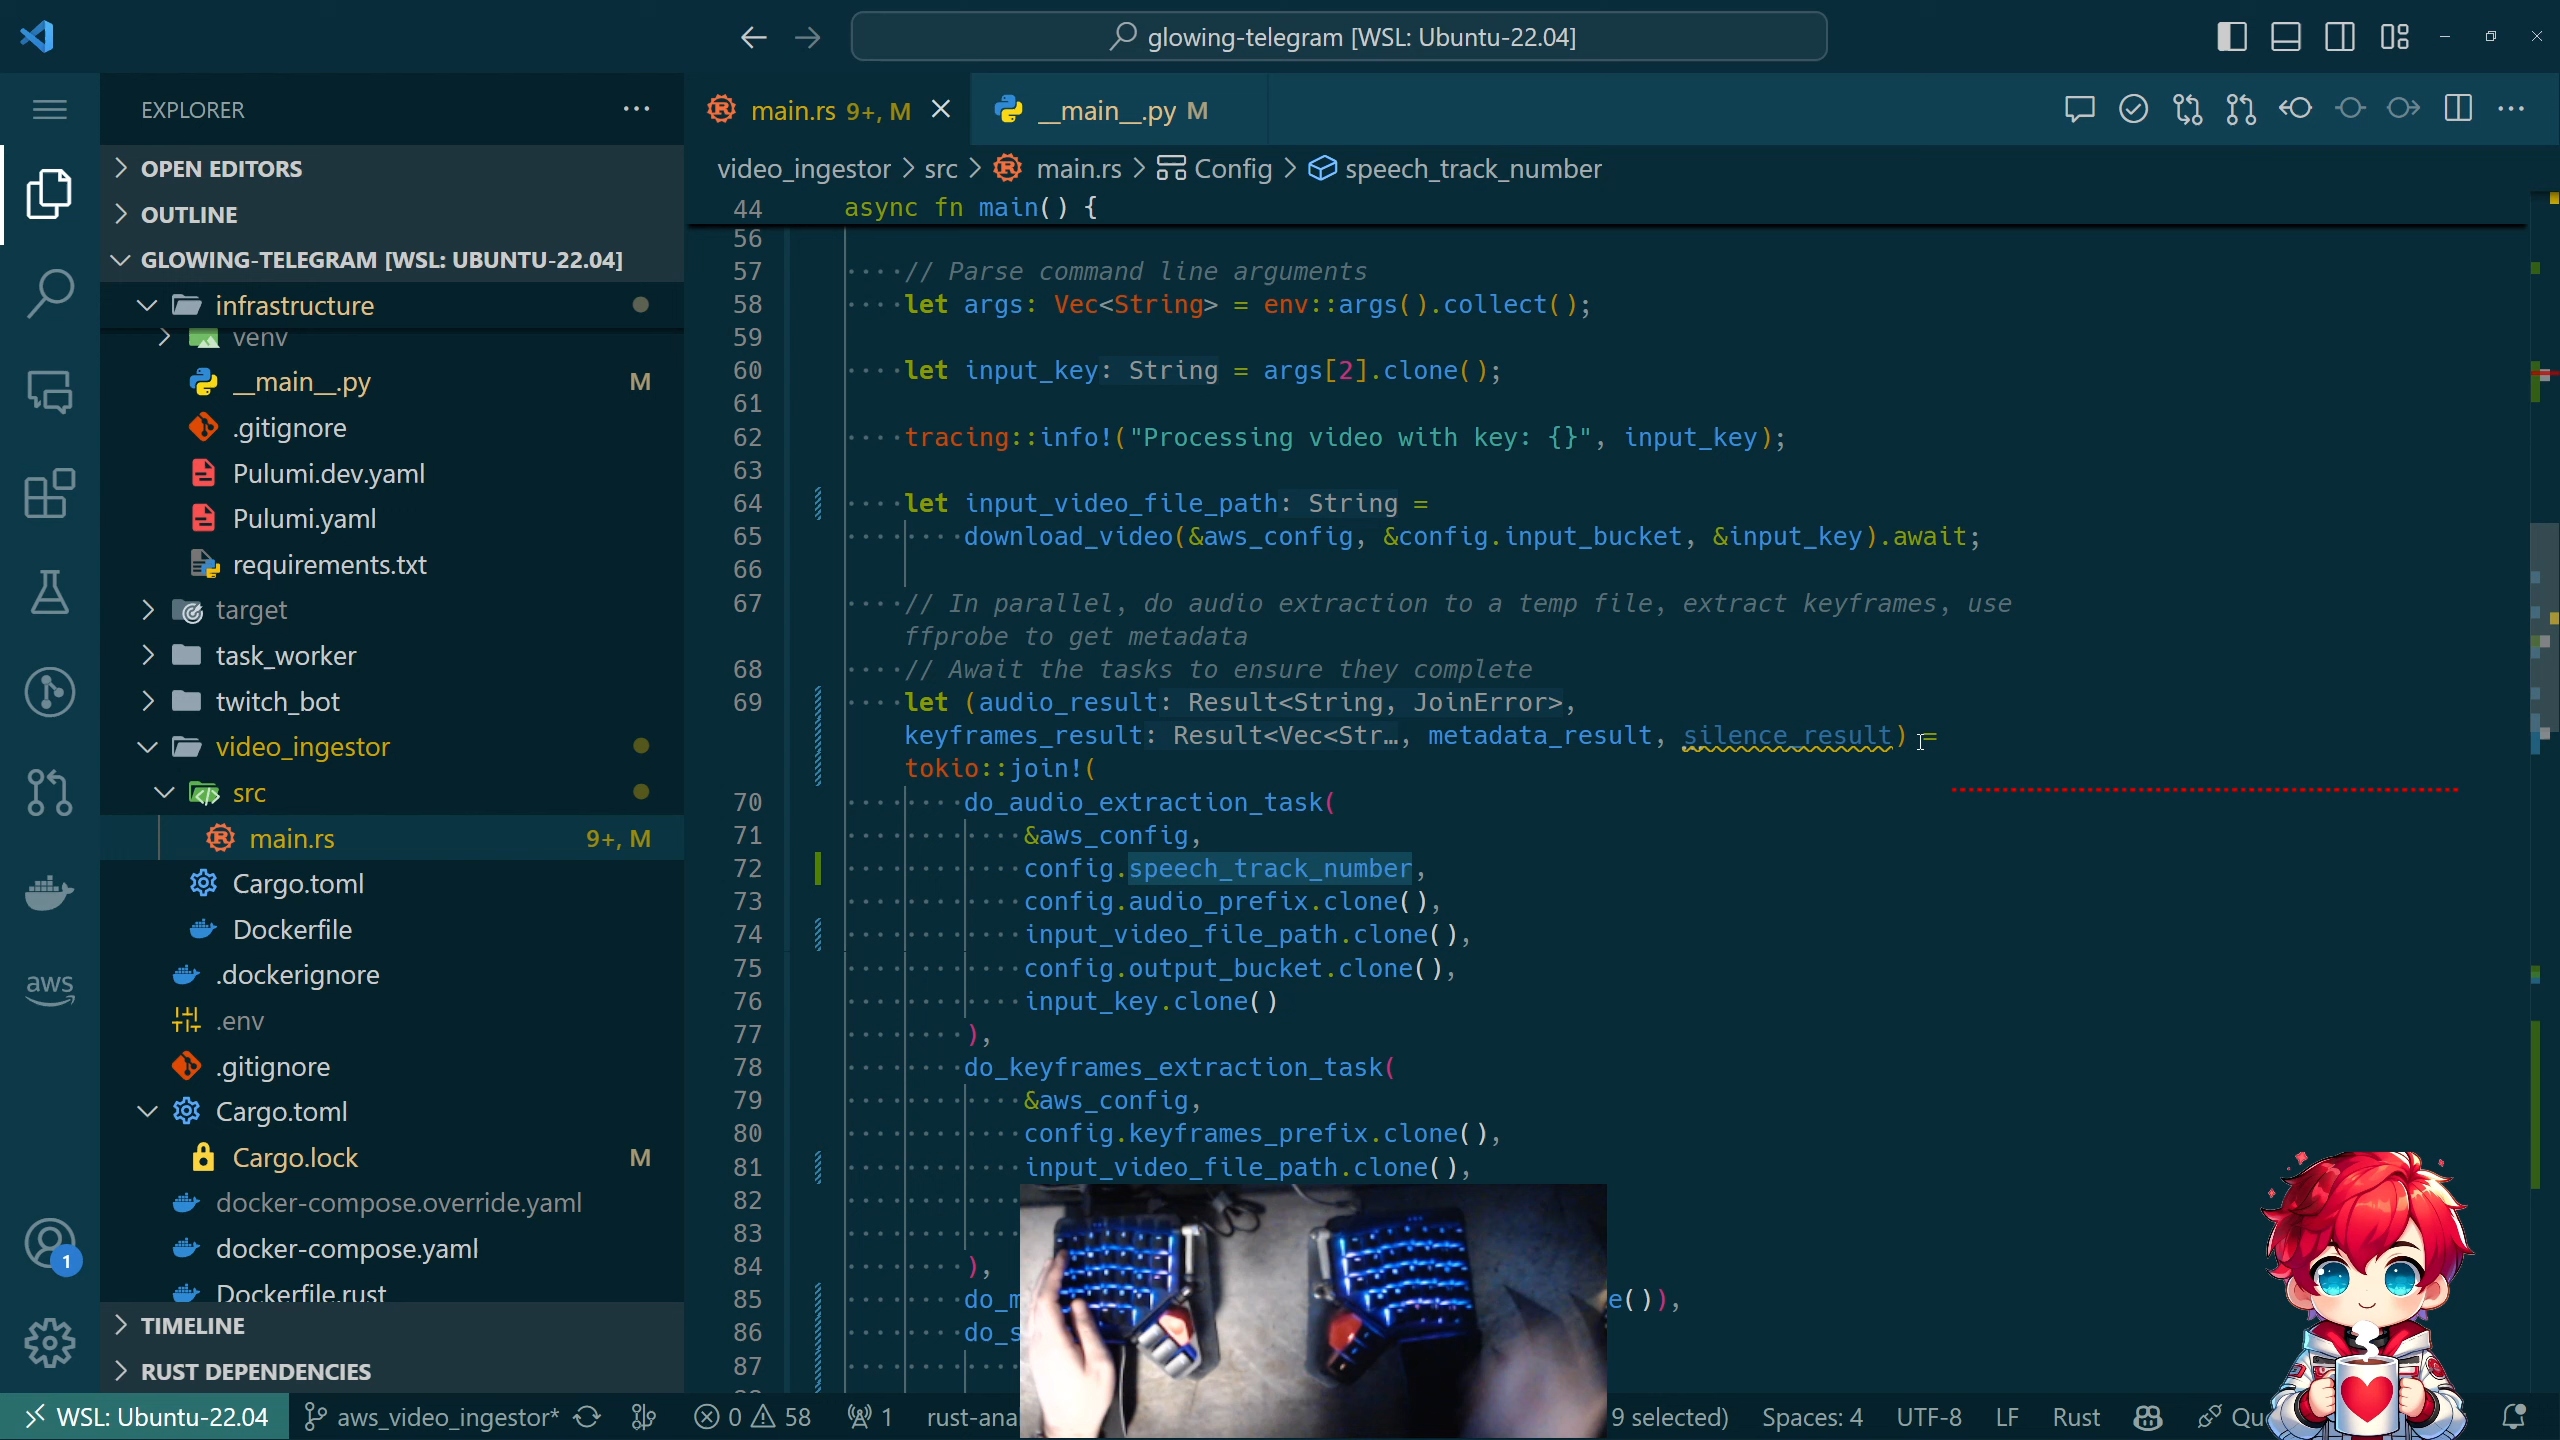 glowing-telegram [WSL: Ubuntu-22.04]
EXPLORER
OPEN EDITORS
OUTLINE
GLOWING-TELEGRAM [WSL: UBUNTU-22.04]
infrastructure
venv
__main__.py M
.gitignore
Pulumi.dev.yaml
Pulumi.yaml
requirements.txt
target
task_worker
twitch_bot
video_ingestor
src
main.rs 9+, M
Cargo.toml
Dockerfile
.dockerignore
.env
.gitignore
Cargo.toml
Cargo.lock M
docker-compose.override.yaml
docker-compose.yaml
Dockerfile.rust
TIMELINE
RUST DEPENDENCIES
aws
1
main.rs 9+, M
__main__.py M
video_ingestor > src > main.rs > Config > speech_track_number
44 async fn main() {
56
57 // Parse command line arguments
58 let args: Vec<String> = env::args().collect();
59
60 let input_key: String = args[2].clone();
61
62 tracing::info!("Processing video with key: {}", input_key);
63
64 let input_video_file_path: String =
65 download_video(&aws_config, &config.input_bucket, &input_key).await;
66
67 // In parallel, do audio extraction to a temp file, extract keyframes, use
ffprobe to get metadata
68 // Await the tasks to ensure they complete
69 let (audio_result: Result<String, JoinError>,
keyframes_result: Result<Vec<Str…, metadata_result, silence_result) =
tokio::join!(
70 do_audio_extraction_task(
71 &aws_config,
72 config.speech_track_number,
73 config.audio_prefix.clone(),
74 input_video_file_path.clone(),
75 config.output_bucket.clone(),
76 input_key.clone()
77 ),
78 do_keyframes_extraction_task(
79 &aws_config,
80 config.keyframes_prefix.clone(),
81 input_video_file_path.clone(),
82
83
84 ),
85 do_m e()),
86 do_s
87
WSL: Ubuntu-22.04 aws_video_ingestor* 0 58 1 rust-ana 9 selected) Spaces: 4 UTF-8 LF Rust Qu